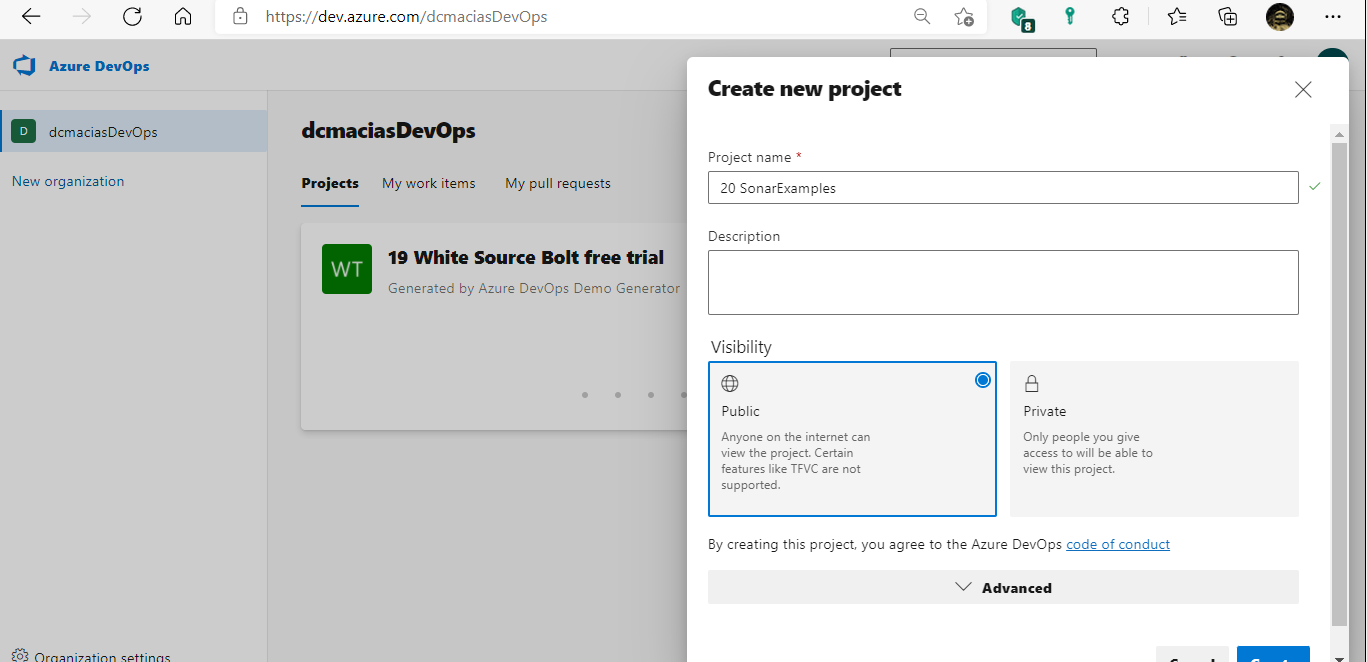 https://dev.azure.com/dcmaciasDevOps
8
Azure DevOps
D
dcmaciasDevOps
New organization
Organization settings
dcmaciasDevOps
Projects
My work items
My pull requests
WT
19 White Source Bolt free trial
Generated by Azure DevOps Demo Generator
Create new project
Project name *
20 SonarExamples
Description
Visibility
Public
Anyone on the internet can
view the project. Certain
features like TFVC are not
supported.
Private
Only people you give
access to will be able to
view this project.
By creating this project, you agree to the Azure DevOps code of conduct
Advanced